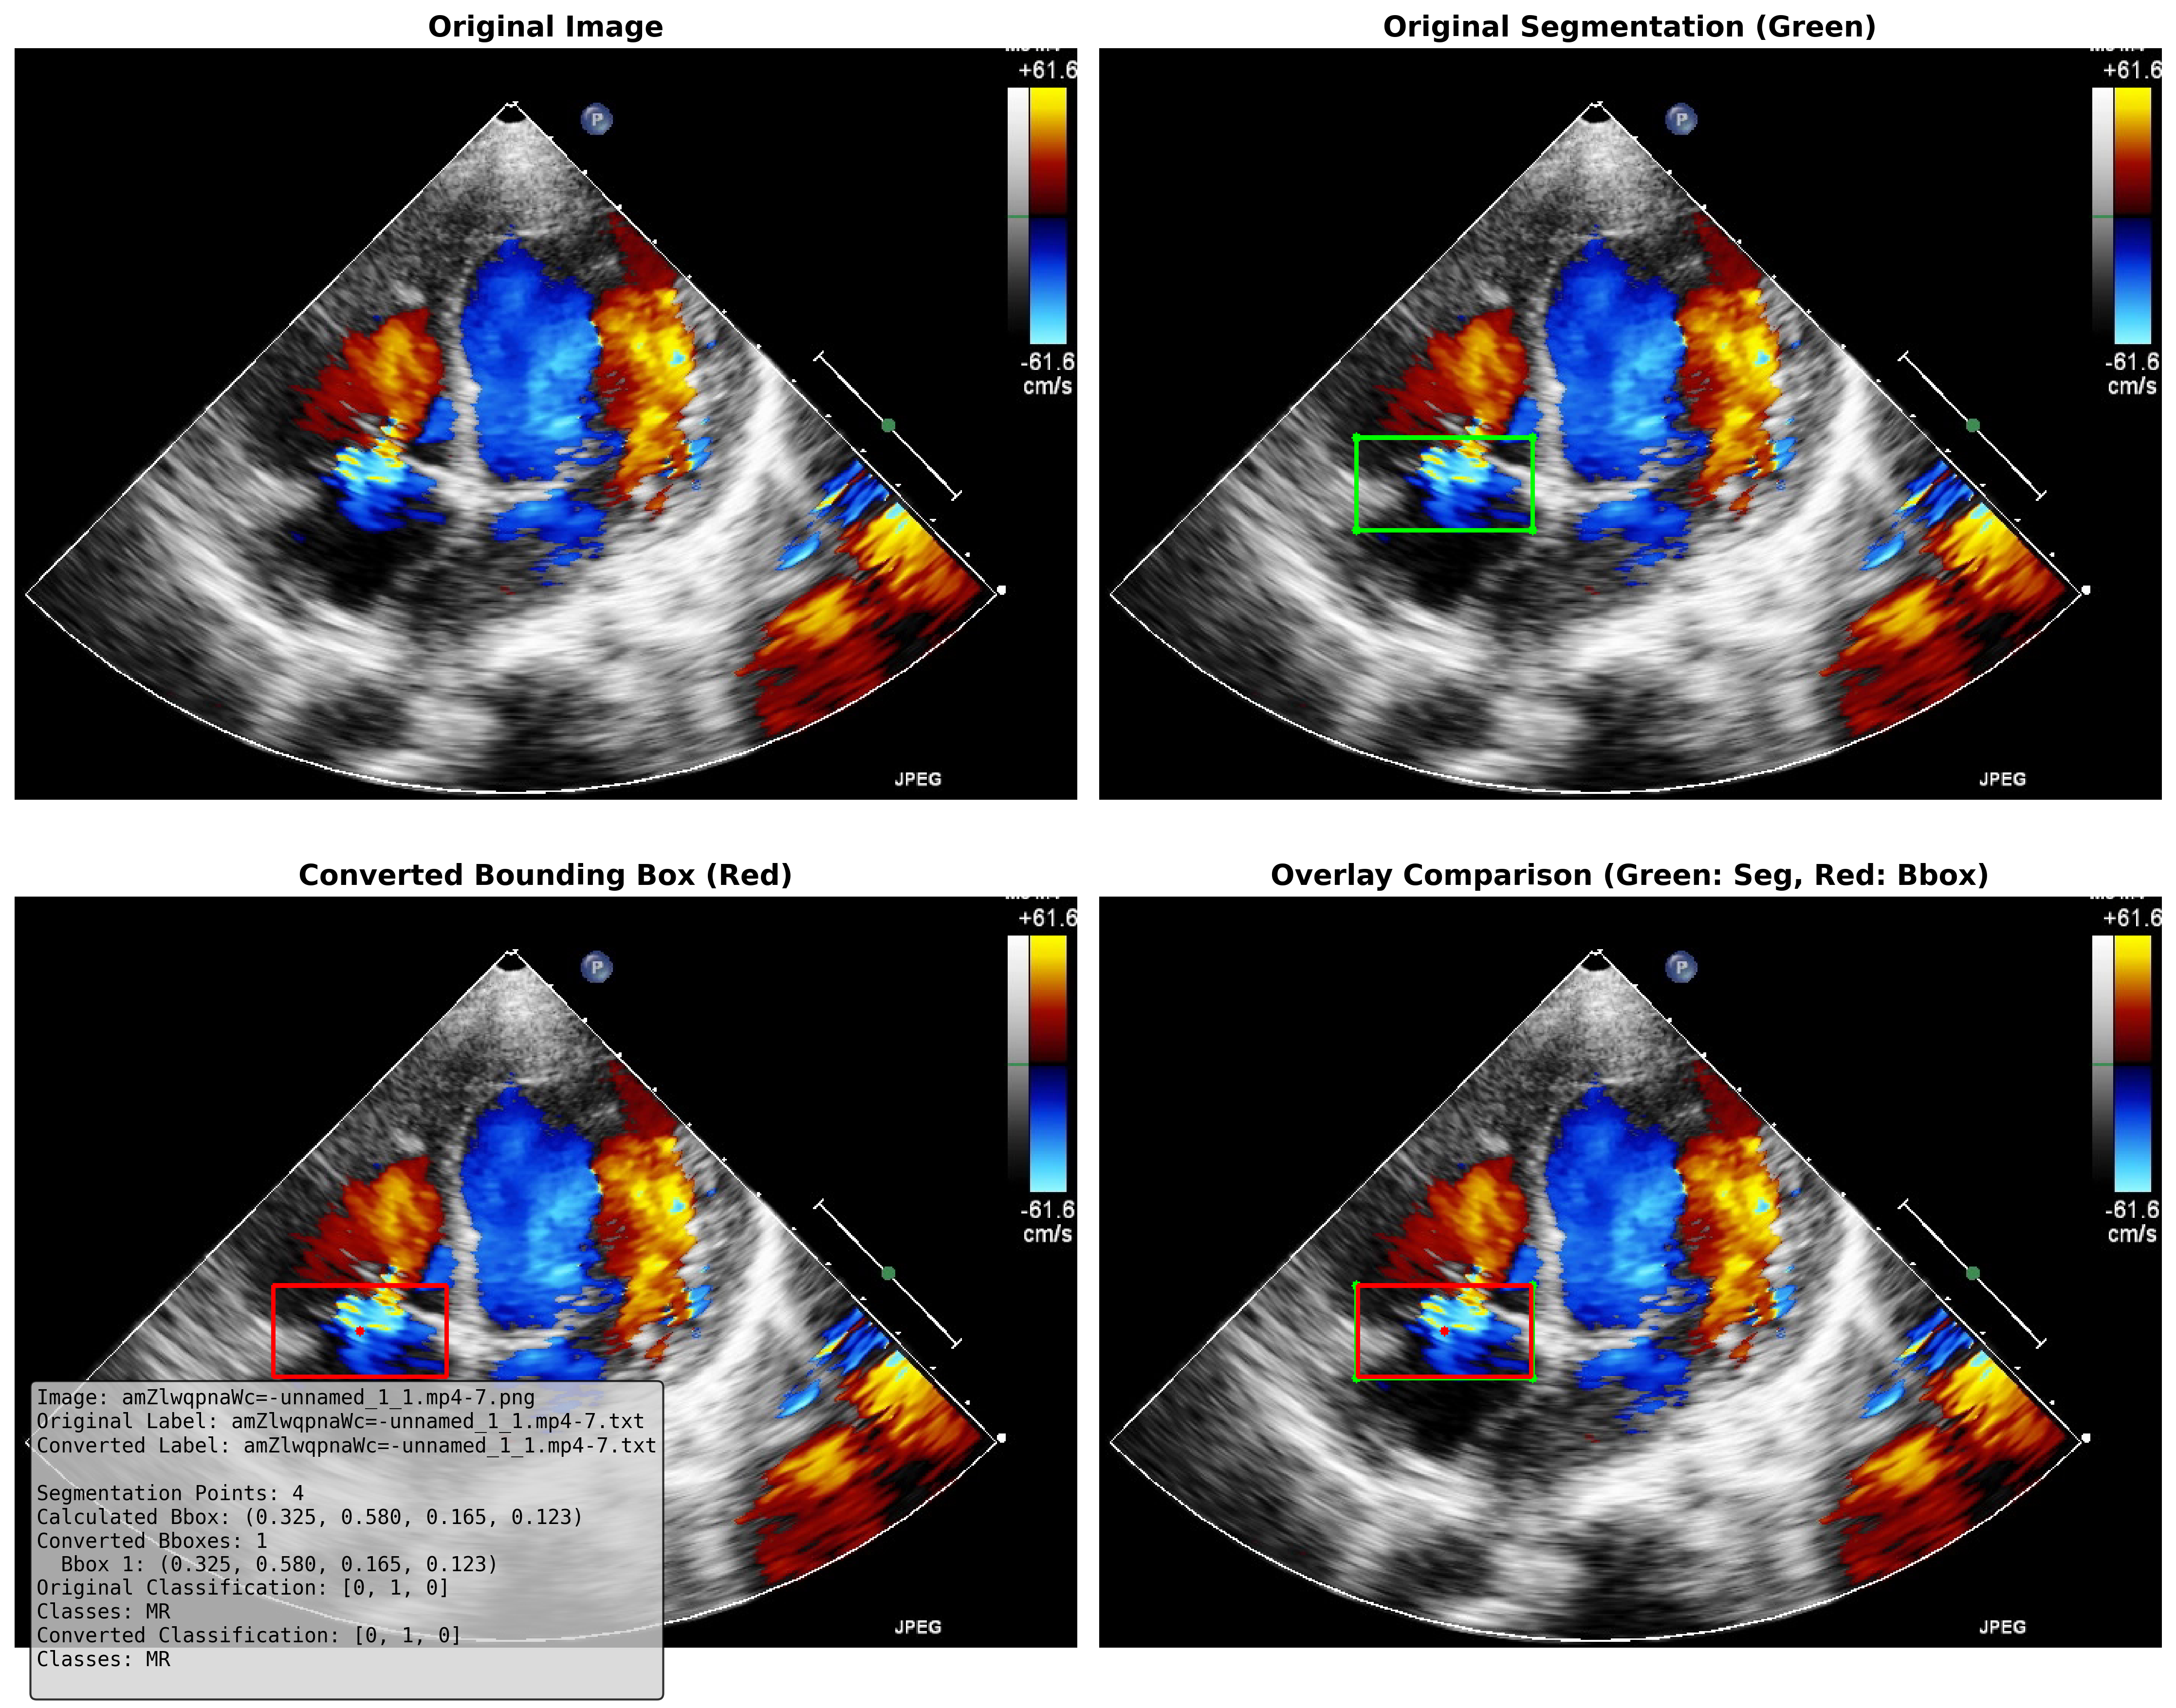 Original Image
+61.6
P
-61.6
cm/s
JPEG
Original Segmentation (Green)
+61.6
P
-61.6
cm/s
JPEG
Converted Bounding Box (Red)
+61.6
P
-61.6
cm/s
Image: amZlwqpnaWc=-unnamed_1_1.mp4-7.png
Original Label: amZlwqpnaWc=-unnamed_1_1.mp4-7.txt
Converted Label: amZlwqpnaWc=-unnamed_1_1.mp4-7.txt
Segmentation Points: 4
Calculated Bbox: (0.325, 0.580, 0.165, 0.123)
Converted Bboxes: 1
Bbox 1: (0.325, 0.580, 0.165, 0.123)
Original Classification: [0, 1, 0]
Classes: MR
Converted Classification: [0, 1, 0]
Classes: MR
JPEG
Overlay Comparison (Green: Seg, Red: Bbox)
+61.6
P
-61.6
cm/s
JPEG